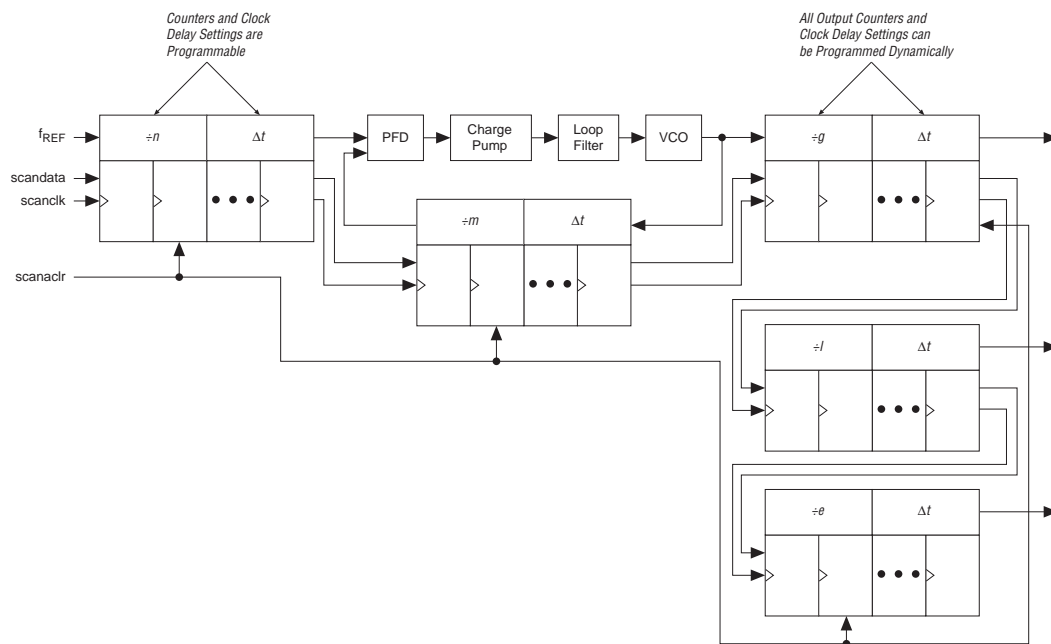 Counters and Clock
Delay Settings are
Programmable
All Output Counters and
Clock Delay Settings can
be Programmed Dynamically
fREF
÷n
Δt
PFD
Charge
Pump
Loop
Filter
VCO
÷g
Δt
scandata
scanclk
÷m
Δt
scanaclr
÷l
Δt
÷e
Δt